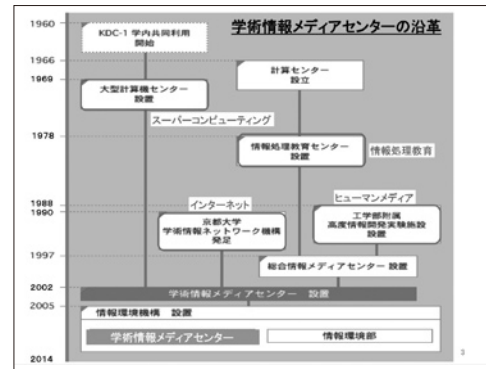 学術情報メディアセンターの沿革
1960
KDC-1 学内共同利用
開始
1966
計算センター
設立
1969
大型計算機センター
設置
スーパーコンピューティング
1978
情報処理教育センター
設置
情報処理教育
1988
ヒューマンメディア
工学部附属
高度情報開発実験施設
設置
1990
インターネット
京都大学
学術情報ネットワーク機構
発足
1997
総合情報メディアセンター 設置
2002
学術情報メディアセンター 設置
2005
情報環境機構 設置
学術情報メディアセンター
情報環境部
2014
3